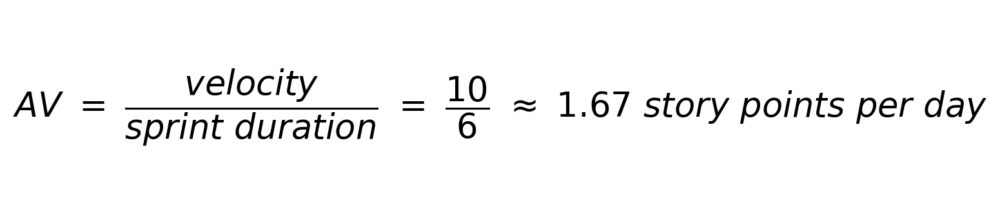 AV = velocity / sprint duration = 10 / 6 ≈ 1.67 story points per day